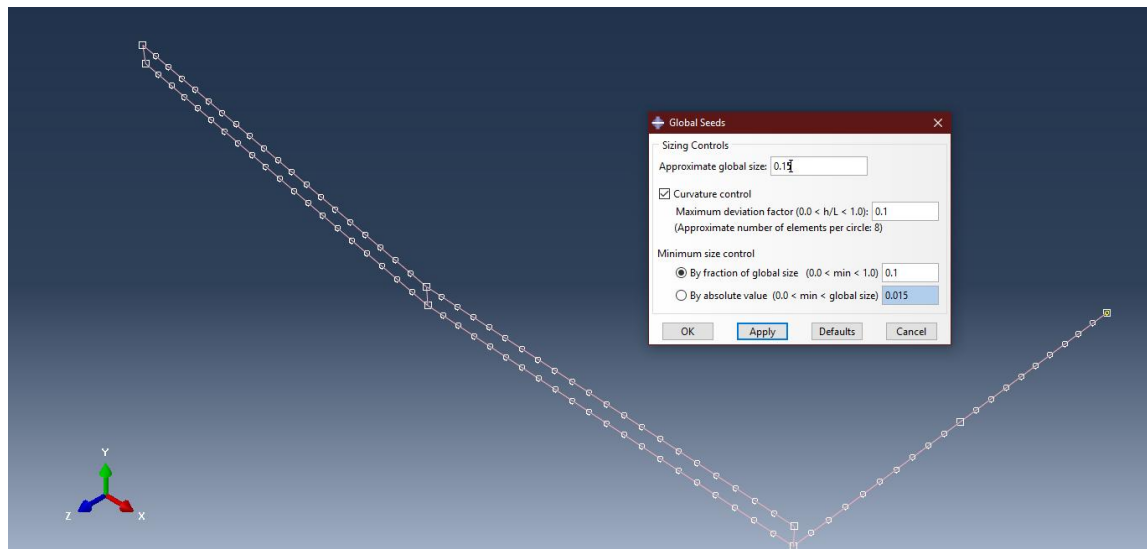 Global Seeds
Sizing Controls
Approximate global size: 0.15
Curvature control
Maximum deviation factor (0.0 < h/L < 1.0): 0.1
(Approximate number of elements per circle: 8)
Minimum size control
By fraction of global size (0.0 < min < 1.0) 0.1
By absolute value (0.0 < min < global size) 0.015
OK Apply Defaults Cancel
Y
Z X